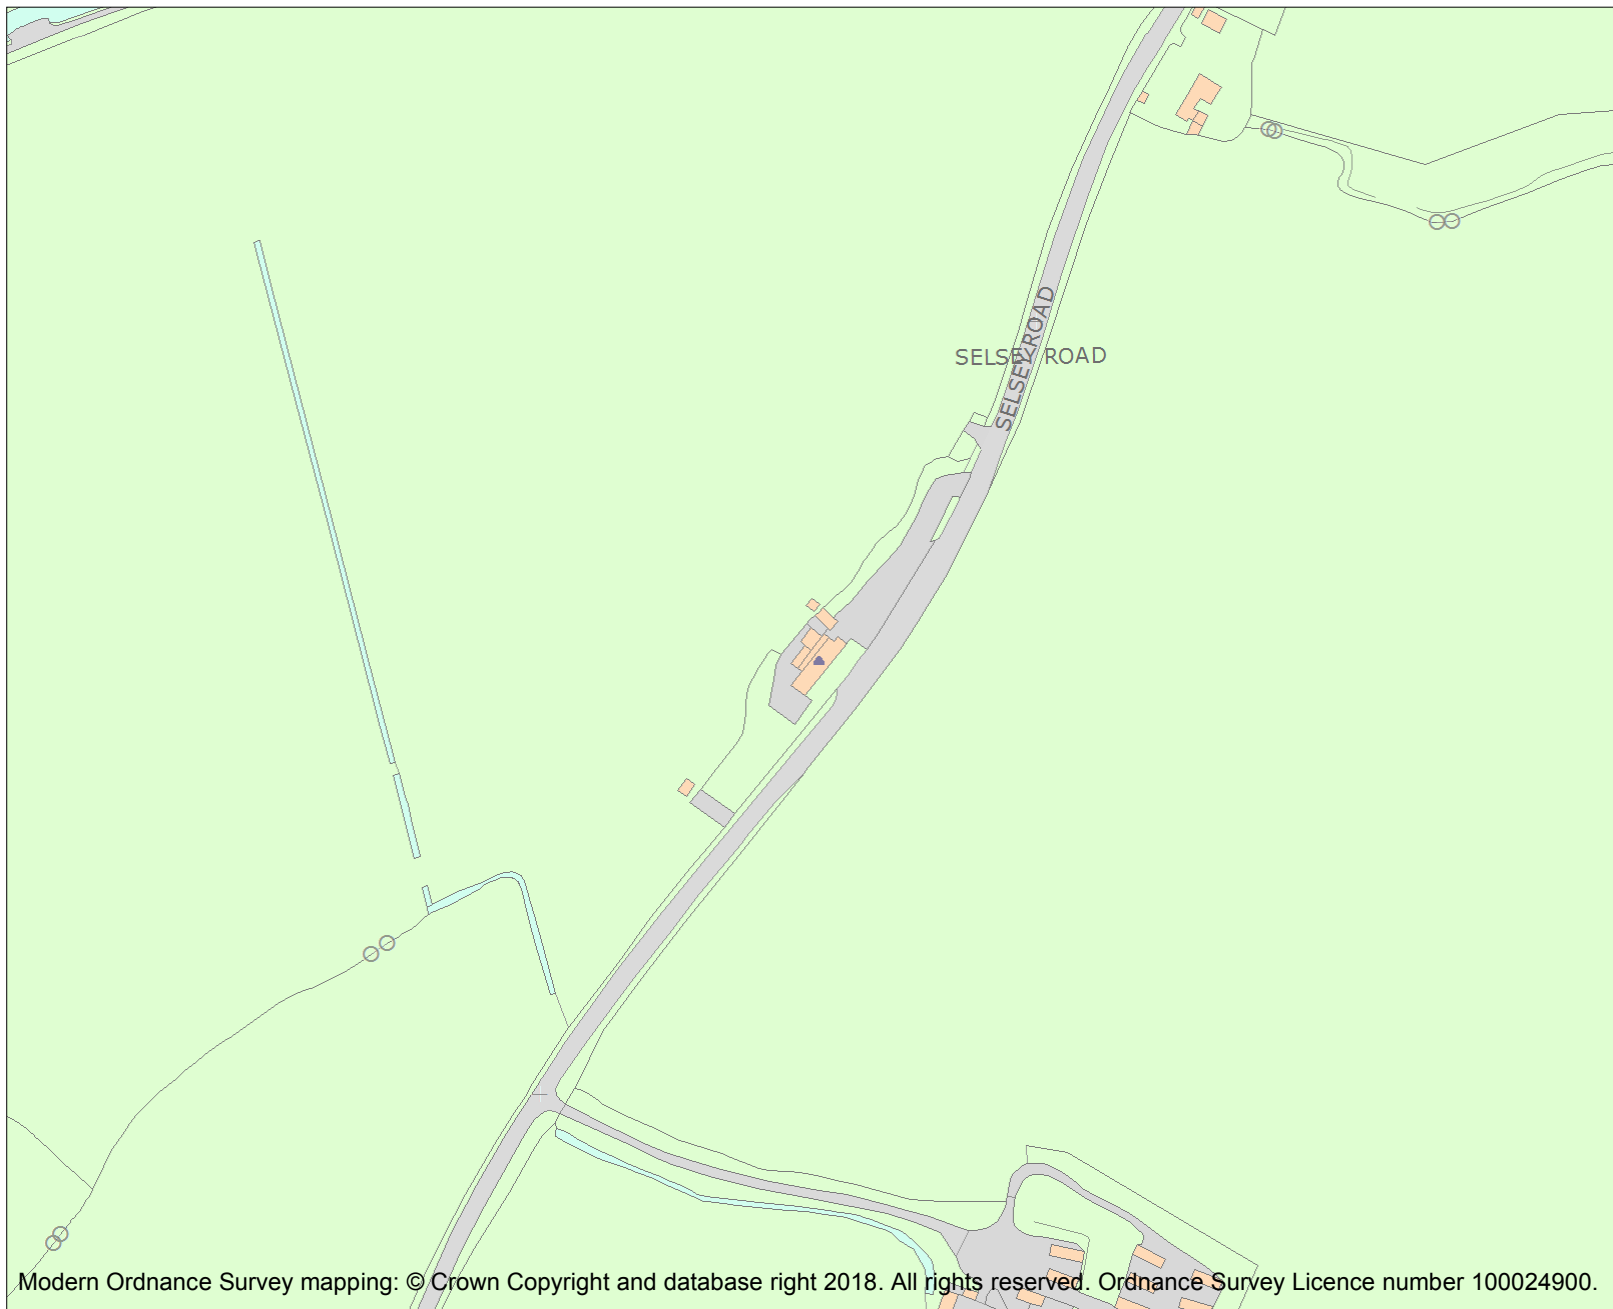 SELSEY ROAD
SELSEY ROAD
Modern Ordnance Survey mapping: © Crown Copyright and database right 2018. All rights reserved. Ordnance Survey Licence number 100024900.